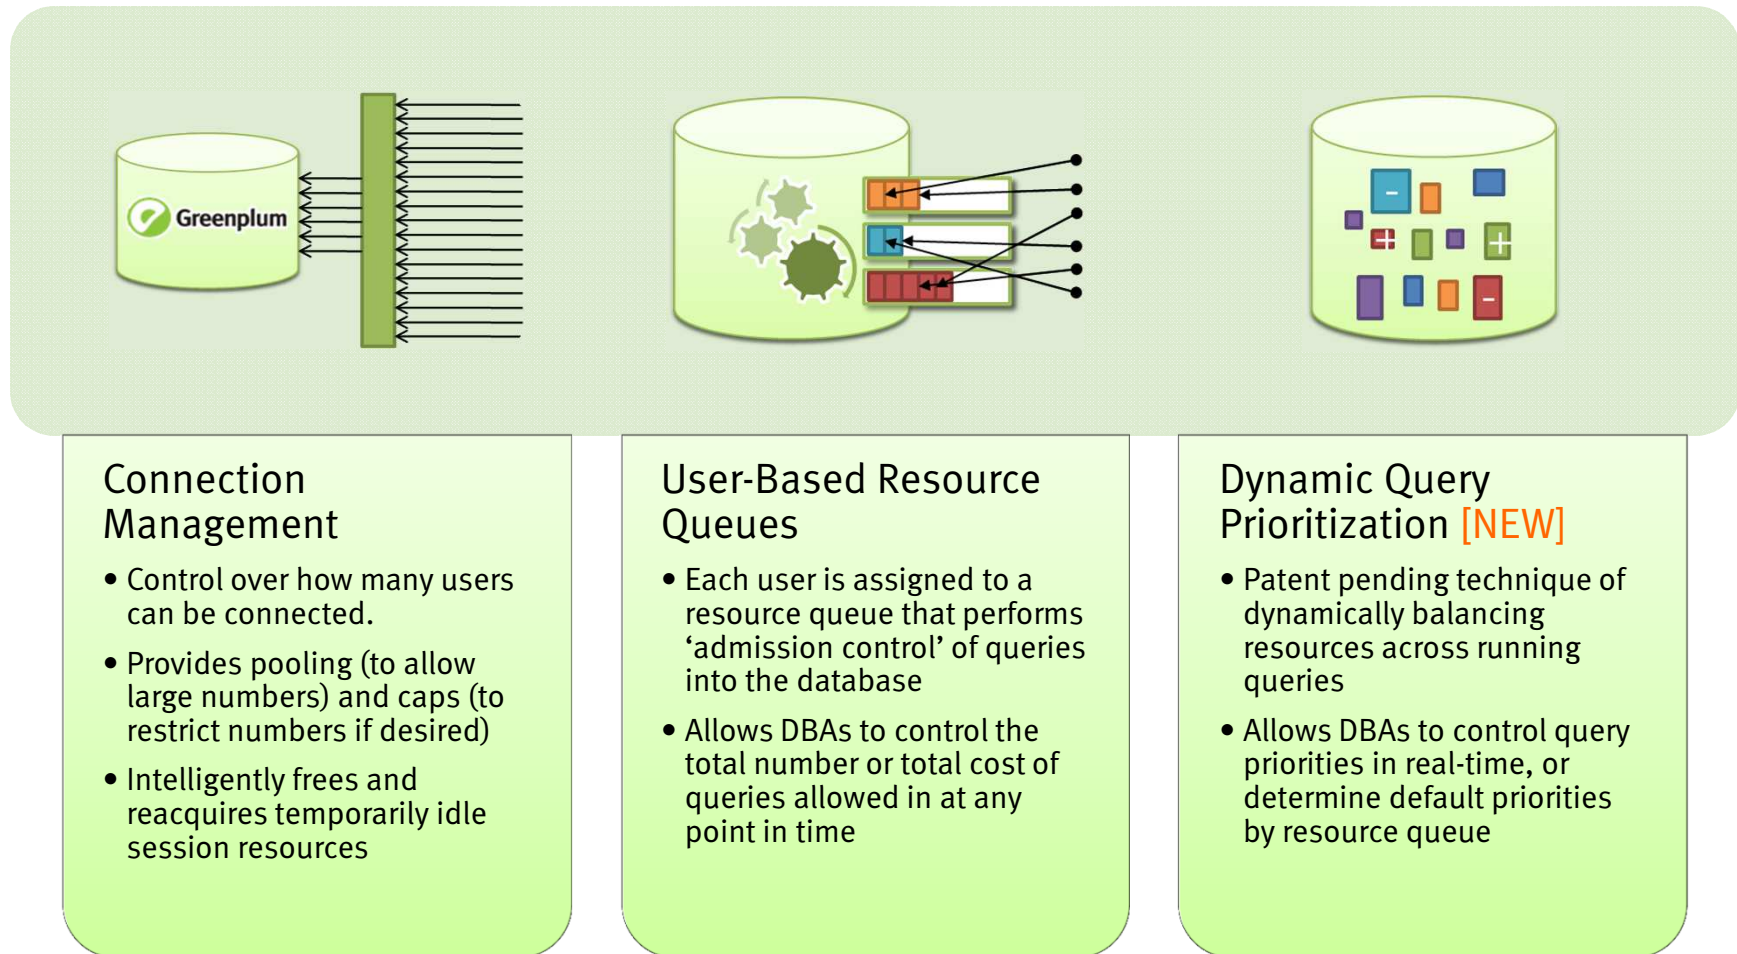 Greenplum
Connection
Management
• Control over how many users
can be connected.
• Provides pooling (to allow
large numbers) and caps (to
restrict numbers if desired)
• Intelligently frees and
reacquires temporarily idle
session resources
User-Based Resource
Queues
• Each user is assigned to a
resource queue that performs
‘admission control’ of queries
into the database
• Allows DBAs to control the
total number or total cost of
queries allowed in at any
point in time
Dynamic Query
Prioritization [NEW]
• Patent pending technique of
dynamically balancing
resources across running
queries
• Allows DBAs to control query
priorities in real-time, or
determine default priorities
by resource queue